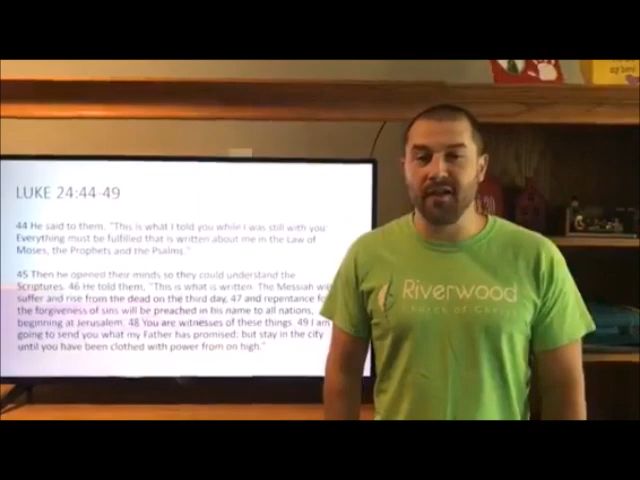 LUKE 24:44-49
44 He said to them, "This is what I told you while I was still with you:
Everything must be fulfilled that is written about me in the Law of
Moses, the Prophets and the Psalms."
45 Then he opened their minds so they could understand the
Scriptures. 46 He told them, "This is what is written: The Messiah will
suffer and rise from the dead on the third day, 47 and repentance fo
the forgiveness of sins will be preached in his name to all nations,
beginning at Jerusalem. 48 You are witnesses of these things. 49 I am
going to send you what my Father has promised; but stay in the city
until you have been clothed with power from on high."
Riverwood
Church of Christ